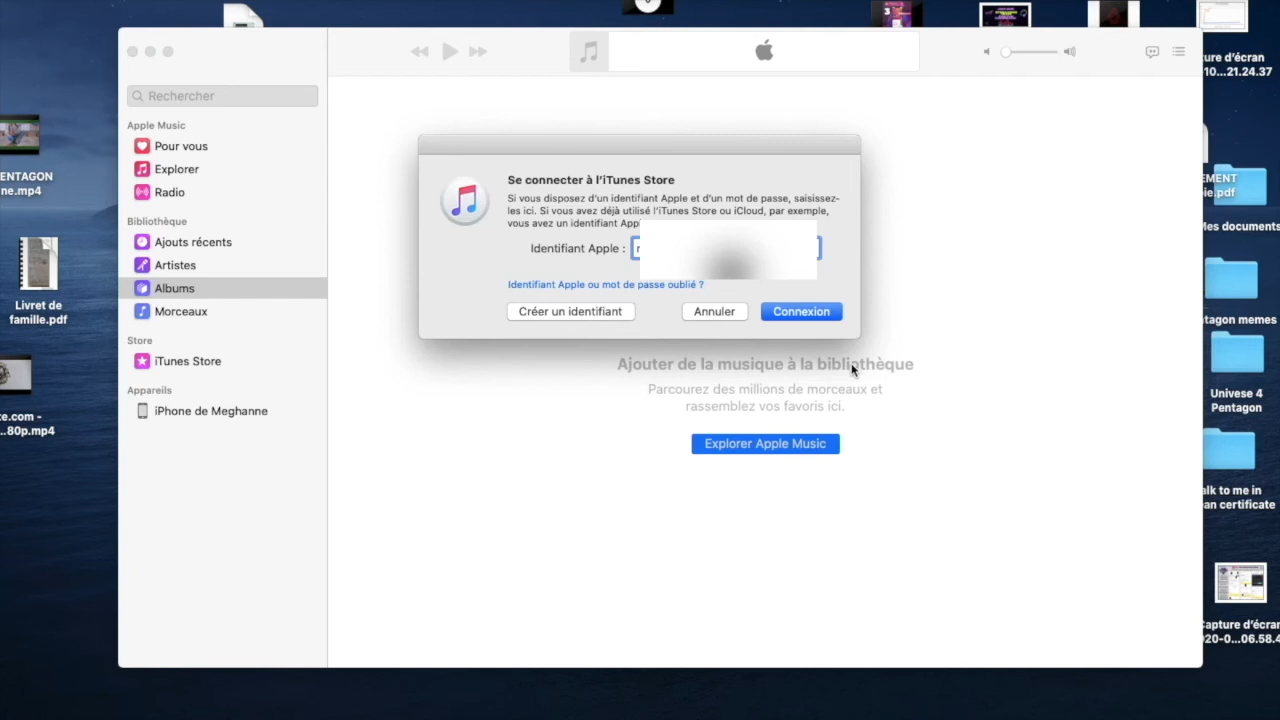 ure d'écran
10...21.24.37
Rechercher
Apple Music
Pour vous
Explorer
Radio
Bibliothèque
Ajouts récents
Artistes
Albums
Morceaux
Store
iTunes Store
Appareils
iPhone de Meghanne
Se connecter à l'iTunes Store
Si vous disposez d'un identifiant Apple et d'un mot de passe, saisissez-
les ici. Si vous avez déjà utilisé l'iTunes Store ou iCloud, par exemple,
vous avez un identifiant App
Identifiant Apple :
Identifiant Apple ou mot de passe oublié ?
Créer un identifiant
Annuler
Connexion
Ajouter de la musique à la bibliothèque
Parcourez des millions de morceaux et
rassemblez vos favoris ici.
Explorer Apple Music
ENTAGON
ne.mp4
Livret de
famille.pdf
te.com -
...80p.mp4
EMENT
ie.pdf
Mes documents
tagon memes
Univese 4
Pentagon
alk to me in
an certificate
Capture d'écran
020-0...06.58.4